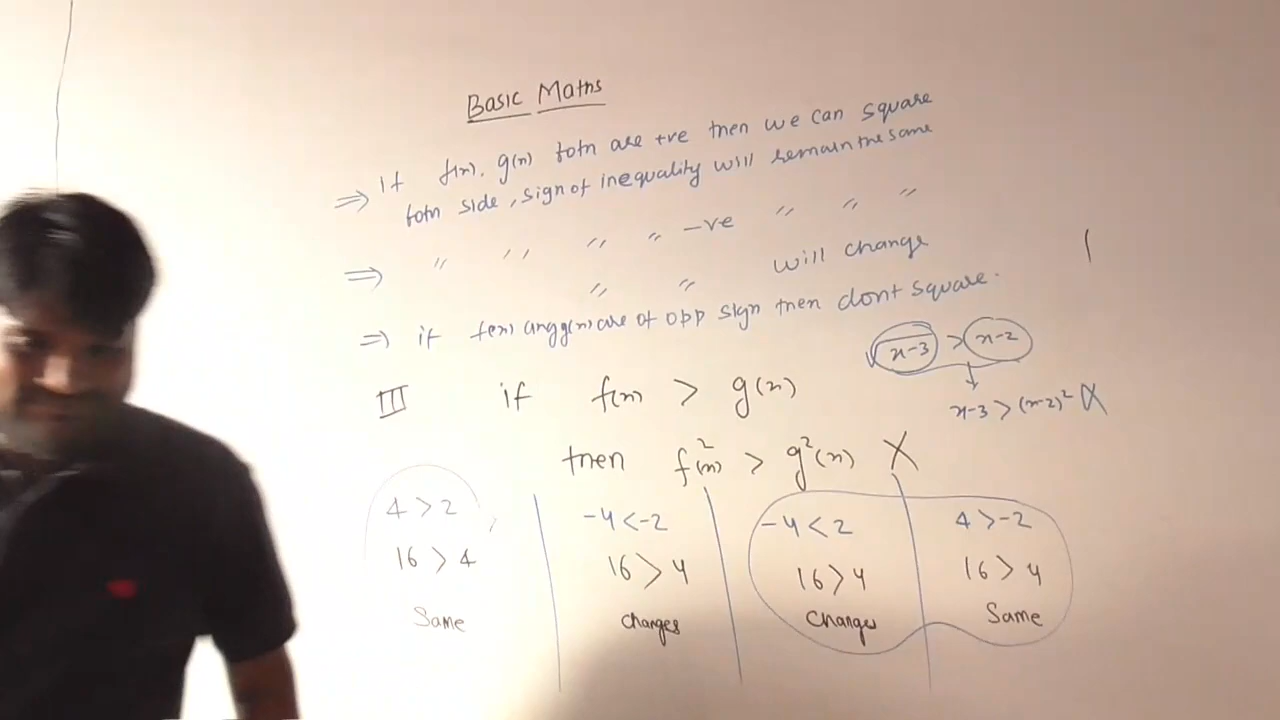 Basic Maths
⇒ If f(x), g(x) both are +ve then we can square
both side, sign of inequality will remain the same
⇒ " " " " -ve " " "
" " will change
⇒ if f(x) and g(x) are of opp sign then dont square.
√x-3 > x-2
↓
x-3 > (x-2)² X
III if f(x) > g(x)
then f²(x) > g²(x) X
4 > 2
16 > 4
Same
-4 < -2
16 > 4
changes
-4 < 2
16 > 4
Changes
4 > -2
16 > 4
Same